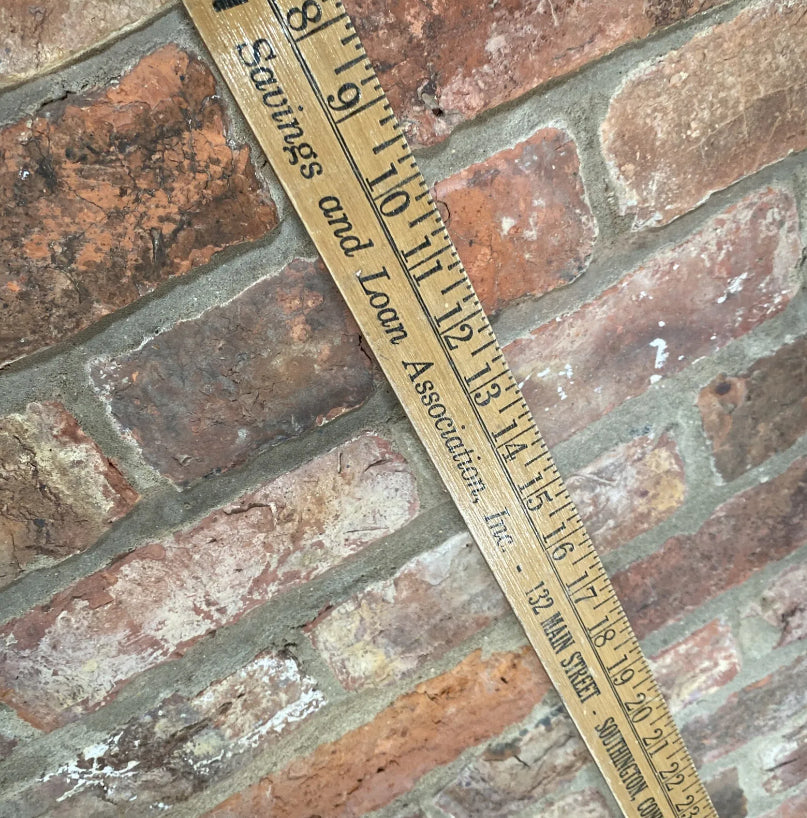 8 9 10 11 12 13 14 15 16 17 18 19 20 21 22 23
Savings and Loan Association, Inc. - 132 MAIN STREET - SOUTHINGTON,